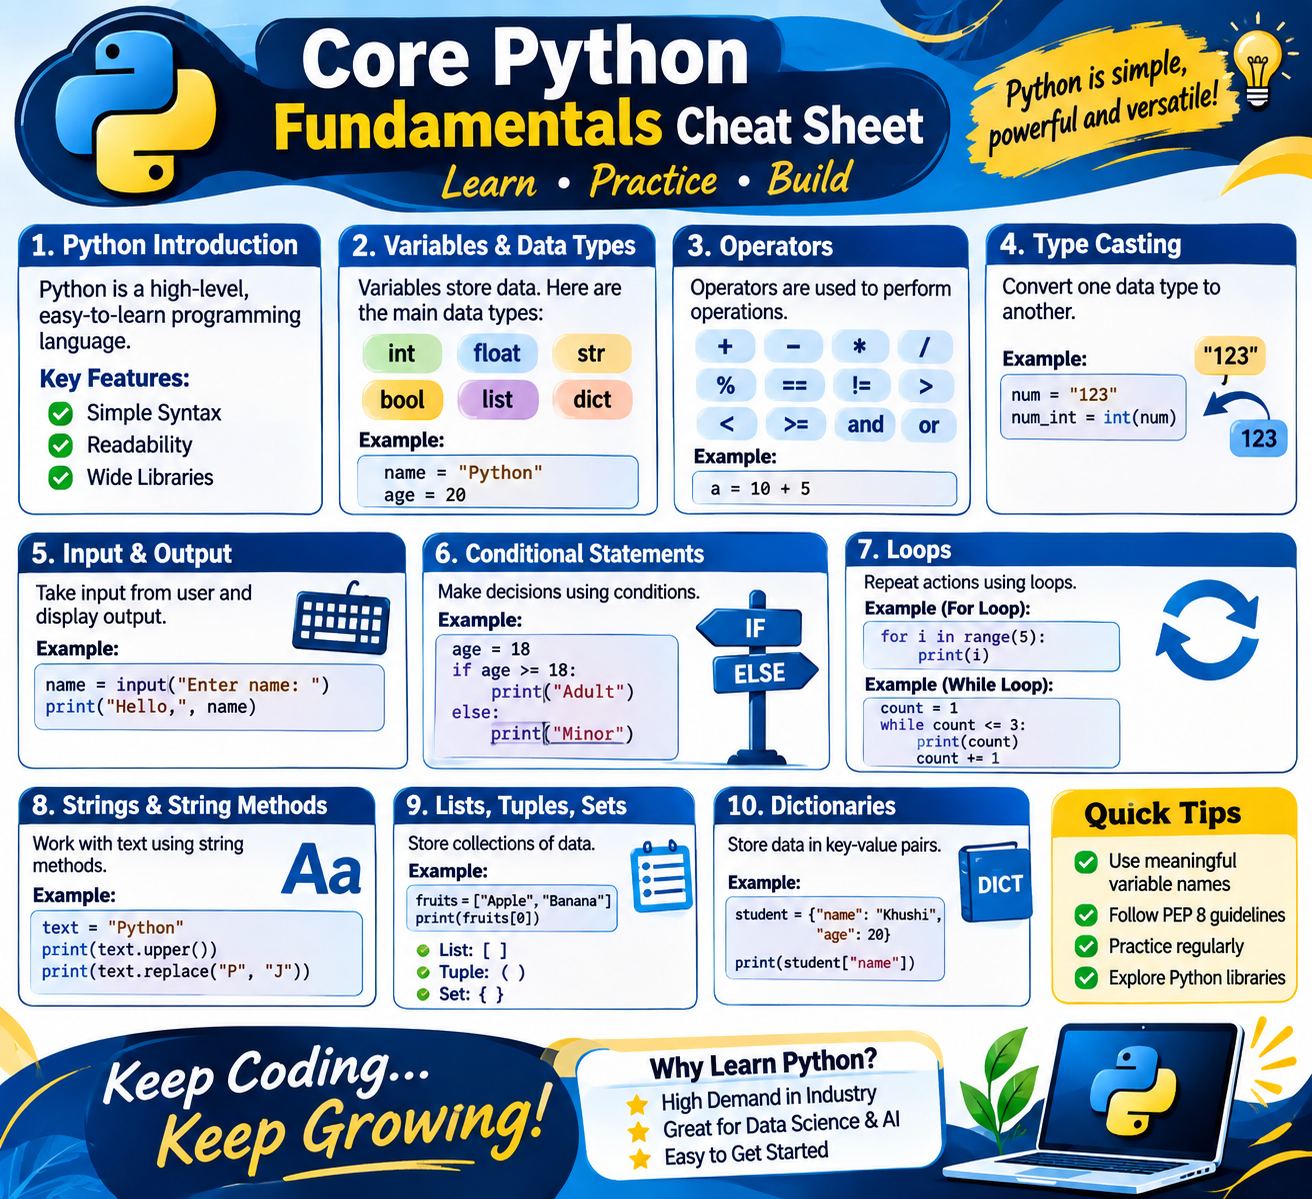 Core Python
Fundamentals Cheat Sheet
Learn • Practice • Build
Python is simple,
powerful and versatile!
1. Python Introduction
Python is a high-level,
easy-to-learn programming
language.
Key Features:
Simple Syntax
Readability
Wide Libraries
2. Variables & Data Types
Variables store data. Here are
the main data types:
int float str
bool list dict
Example:
name = "Python"
age = 20
3. Operators
Operators are used to perform
operations.
+ - * /
% == != >
< >= and or
Example:
a = 10 + 5
4. Type Casting
Convert one data type to
another.
Example:
num = "123"
num_int = int(num)
"123"
123
5. Input & Output
Take input from user and
display output.
Example:
name = input("Enter name: ")
print("Hello,", name)
6. Conditional Statements
Make decisions using conditions.
Example:
age = 18
if age >= 18:
    print("Adult")
else:
    print("Minor")
IF
ELSE
7. Loops
Repeat actions using loops.
Example (For Loop):
for i in range(5):
    print(i)
Example (While Loop):
count = 1
while count <= 3:
    print(count)
    count += 1
8. Strings & String Methods
Work with text using string
methods.
Aa
Example:
text = "Python"
print(text.upper())
print(text.replace("P", "J"))
9. Lists, Tuples, Sets
Store collections of data.
Example:
fruits = ["Apple", "Banana"]
print(fruits[0])
List: [ ]
Tuple: ( )
Set: { }
10. Dictionaries
Store data in key-value pairs.
DICT
Example:
student = {"name": "Khushi",
"age": 20}
print(student["name"])
Quick Tips
Use meaningful
variable names
Follow PEP 8 guidelines
Practice regularly
Explore Python libraries
Keep Coding...
Keep Growing!
Why Learn Python?
High Demand in Industry
Great for Data Science & AI
Easy to Get Started